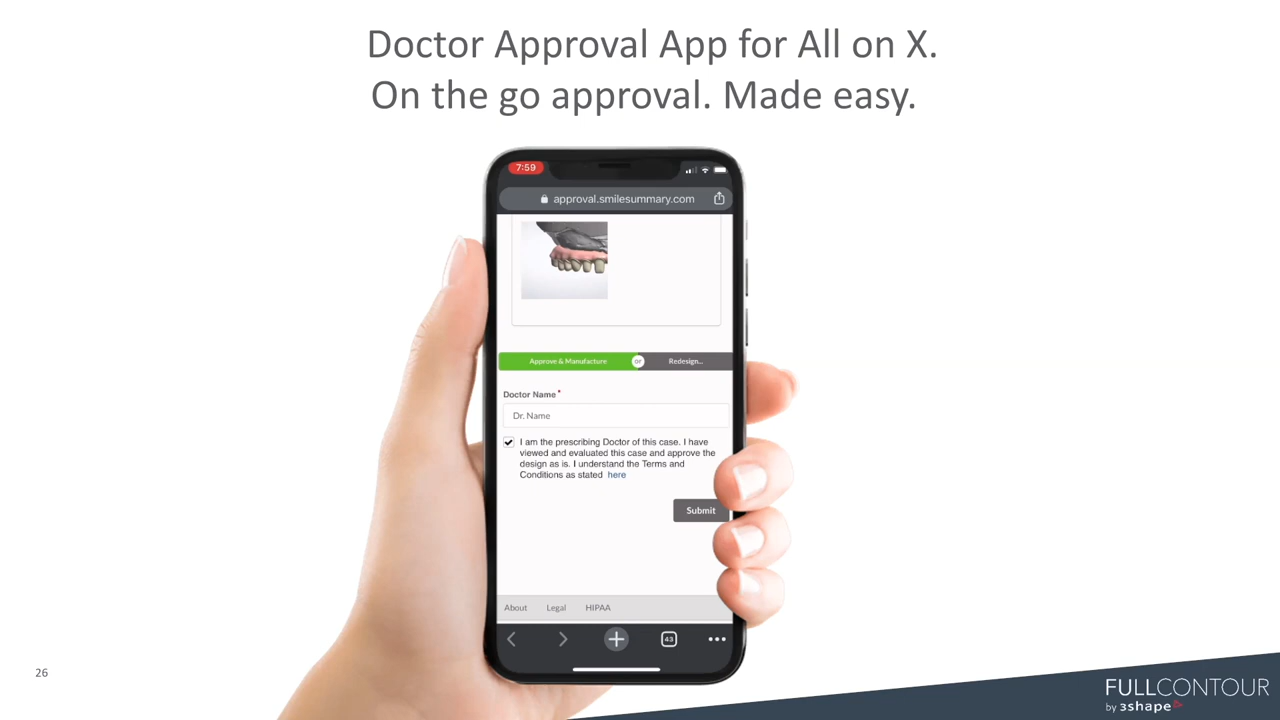 Doctor Approval App for All on X.
On the go approval. Made easy.
7:59
approval.smilesummary.com
Approve & Manufacture or Redesign...
Doctor Name*
Dr. Name
I am the prescribing Doctor of this case. I have
viewed and evaluated this case and approve the
design as is. I understand the Terms and
Conditions as stated here
Submit
About Legal HIPAA
43
26
FULLCONTOUR
by 3shape